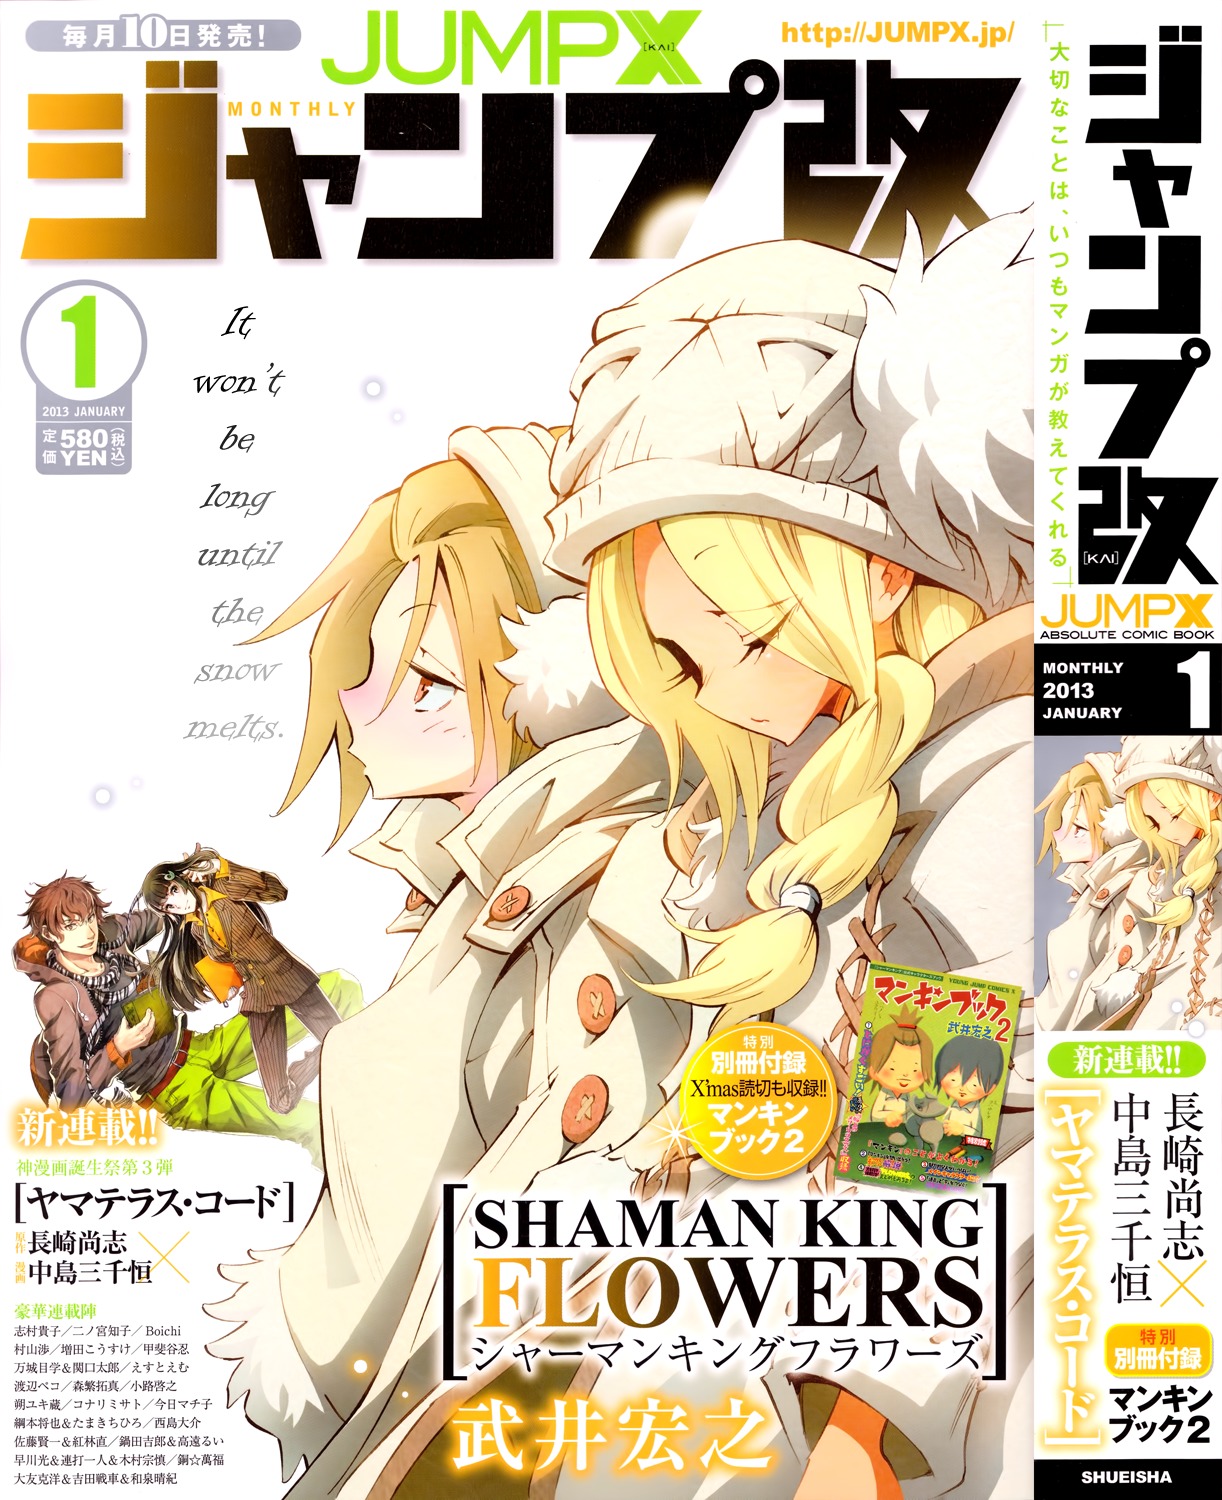 毎月10日発売!
JUMPX
[KAI]
http://JUMPX.jp/
MONTHLY
ジャンプ改
1
2013 JANUARY
定価 580 YEN (税込)
It
won't
be
long
until
the
snow
melts.
新連載!!
神漫画誕生祭第3弾
[ヤマテラス・コード]
原作 長崎尚志×
漫画 中島三千恒
豪華連載陣
志村貴子／二ノ宮知子／Boichi
村山渉／増田こうすけ／甲斐谷忍
万城目学&関口太郎／えすとえむ
渡辺ペコ／森繁拓真／小路啓之
朔ユキ蔵／コナリミサト／今日マチ子
綱本将也&たまきちひろ／西島大介
佐藤賢一&紅林直／鍋田吉郎&高遠るい
早川光&連打一人&木村宗慎／銅☆萬福
大友克洋&吉田戦車&和泉晴紀
特別
別冊付録
X'mas読切も収録!!
マンキン
ブック2
YOUNG JUMP COMICS X
マンキンブック2
武井宏之
[SHAMAN KING
FLOWERS
シャーマンキングフラワーズ]
武井宏之
「大切なことは、いつもマンガが教えてくれる」
ジャンプ改
[KAI]
JUMPX
ABSOLUTE COMIC BOOK
MONTHLY
2013
JANUARY
1
新連載!!
長崎尚志×
中島三千恒
[ヤマテラス・コード]
特別
別冊付録
マンキン
ブック2
SHUEISHA